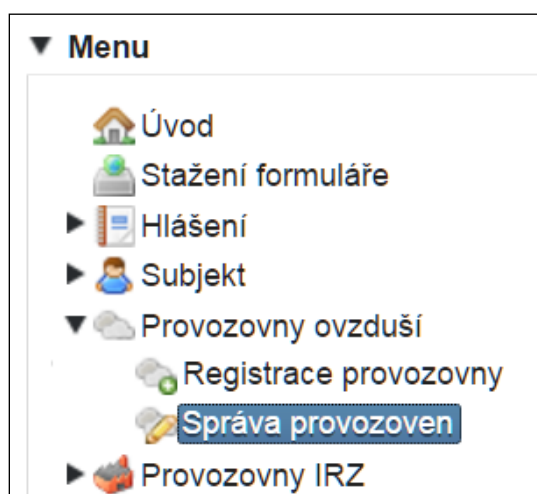 Menu
Úvod
Stažení formuláře
Hlášení
Subjekt
Provozovny ovzduší
Registrace provozovny
Správa provozoven
Provozovny IRZ